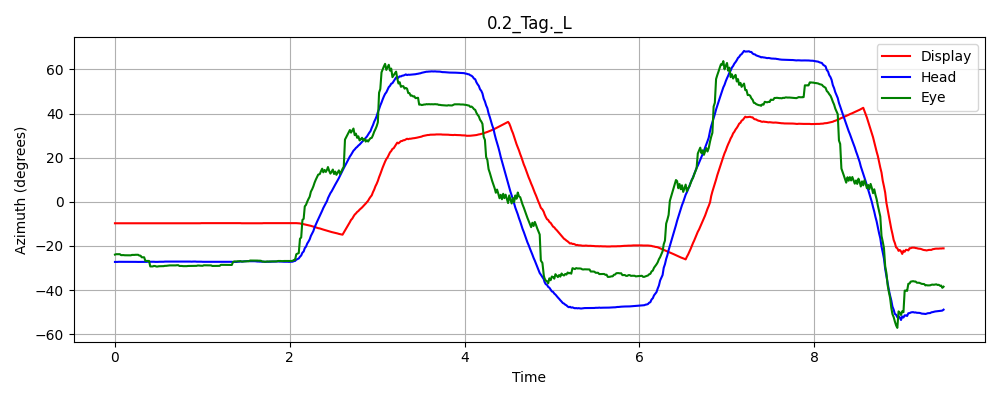 0.2_Tag._L
Azimuth (degrees)
60
40
20
0
−20
−40
−60
Display
Head
Eye
0 2 4 6 8
Time